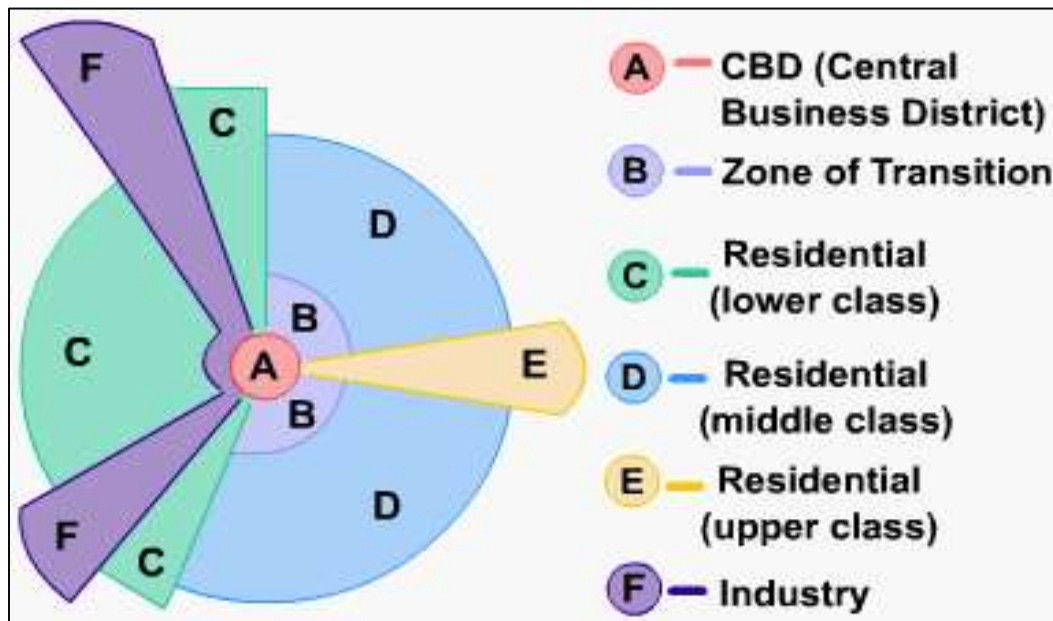 F
C
D
C
B
A
E
B
D
F
C
A CBD (Central
Business District)
B Zone of Transition
C Residential
(lower class)
D Residential
(middle class)
E Residential
(upper class)
F Industry